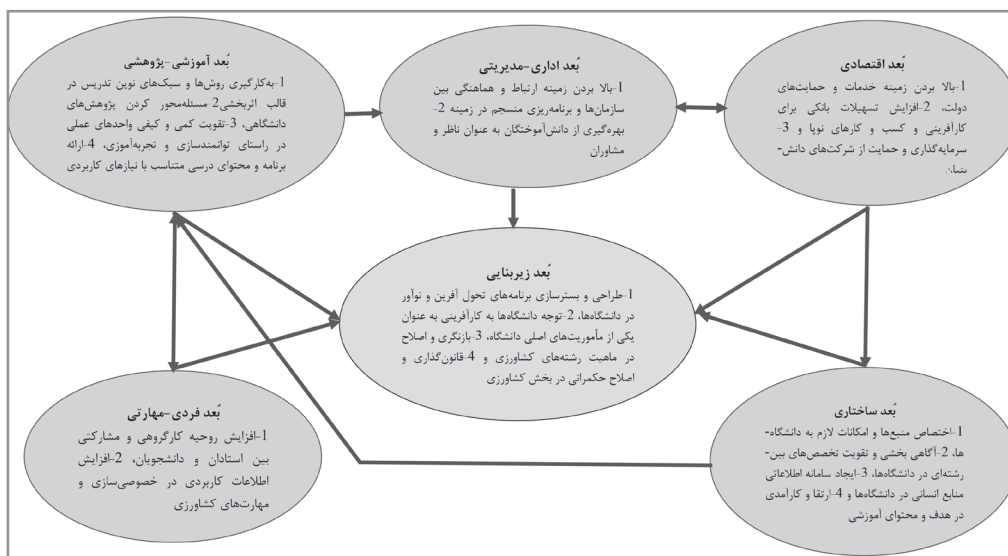 بُعد اقتصادی
1-بالا بردن زمینه خدمات و حمایت‌های
دولت، 2-افزایش تسهیلات بانکی برای
کارآفرینی و کسب و کارهای نوپا و 3-
سرمایه‌گذاری و حمایت از شرکت‌های دانش-
بنیان.
بُعد اداری-مدیریتی
1-بالا بردن زمینه ارتباط و هماهنگی بین
سازمان‌ها و برنامه‌ریزی منسجم در زمینه 2-
بهره‌گیری از دانش‌آموختگان به عنوان ناظر و
مشاوران
بُعد آموزشی-پژوهشی
1-به‌کارگیری روش‌ها و سبک‌های نوین تدریس در
قالب اثربخشی2-مسئله‌محور کردن پژوهش‌های
دانشگاهی، 3-تقویت کمی و کیفی واحدهای عملی
در راستای توانمندسازی و تجربه‌آموزی، 4-ارائه
برنامه و محتوای درسی متناسب با نیازهای کاربردی
بُعد زیربنایی
1-طراحی و بسترسازی برنامه‌های تحول آفرین و نوآور
در دانشگاه‌ها، 2-توجه دانشگاه‌ها به کارآفرینی به عنوان
یکی از مأموریت‌های اصلی دانشگاه، 3-بازنگری و اصلاح
در ماهیت رشته‌های کشاورزی و 4-قانون‌گذاری و
اصلاح حکمرانی در بخش کشاورزی
بُعد ساختاری
1-اختصاص منبع‌ها و امکانات لازم به دانشگاه-
ها، 2-آگاهی بخشی و تقویت تخصص‌های بین-
رشته‌ای در دانشگاه‌ها، 3-ایجاد سامانه اطلاعاتی
منابع انسانی در دانشگاه‌ها و 4-ارتقا و کارآمدی
در هدف و محتوای آموزشی
بُعد فردی-مهارتی
1-افزایش روحیه کارگروهی و مشارکتی
بین استادان و دانشجویان، 2-افزایش
اطلاعات کاربردی در خصوصی‌سازی و
مهارت‌های کشاورزی